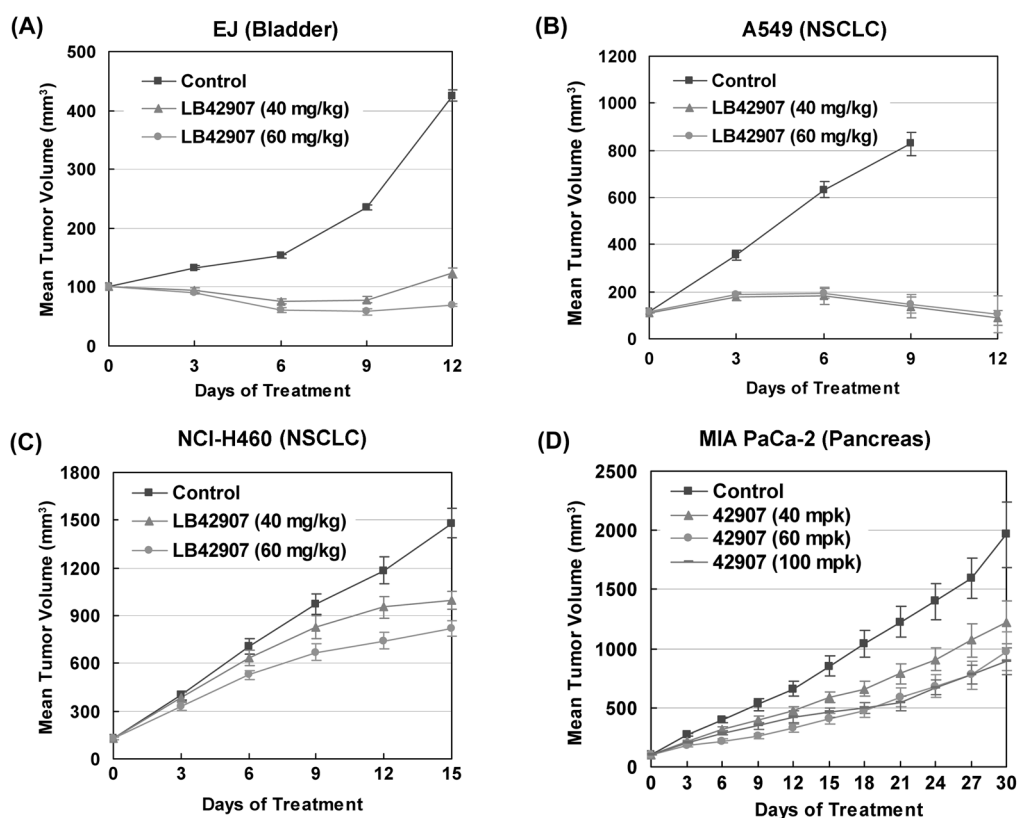 (A)
EJ (Bladder)
Mean Tumor Volume (mm³)
500
400
300
200
100
0
Control
LB42907 (40 mg/kg)
LB42907 (60 mg/kg)
0 3 6 9 12
Days of Treatment
(B)
A549 (NSCLC)
Mean Tumor Volume (mm³)
1200
1000
800
600
400
200
0
Control
LB42907 (40 mg/kg)
LB42907 (60 mg/kg)
0 3 6 9 12
Days of Treatment
(C)
NCI-H460 (NSCLC)
Mean Tumor Volume (mm³)
1800
1500
1200
900
600
300
0
Control
LB42907 (40 mg/kg)
LB42907 (60 mg/kg)
0 3 6 9 12 15
Days of Treatment
(D)
MIA PaCa-2 (Pancreas)
Mean Tumor Volume (mm³)
2500
2000
1500
1000
500
0
Control
42907 (40 mpk)
42907 (60 mpk)
42907 (100 mpk)
0 3 6 9 12 15 18 21 24 27 30
Days of Treatment